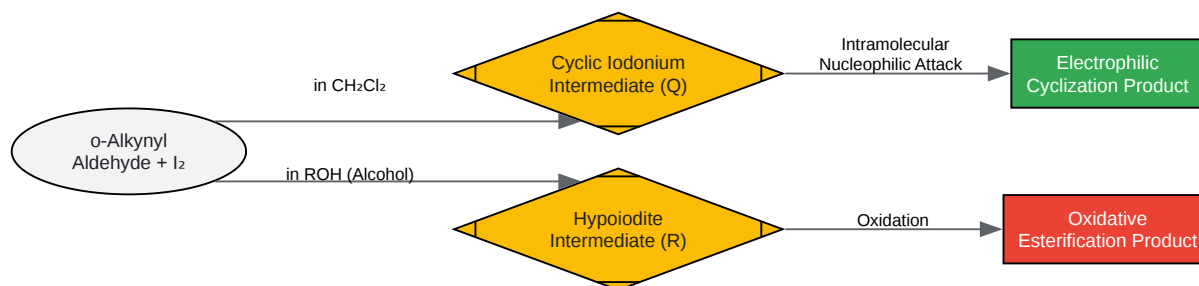 Intramolecular
Nucleophilic Attack
Cyclic Iodonium
Intermediate (Q)
Electrophilic
Cyclization Product
in CH₂Cl₂
o-Alkynyl
Aldehyde + I₂
in ROH (Alcohol)
Hypoiodite
Intermediate (R)
Oxidation
Oxidative
Esterification Product